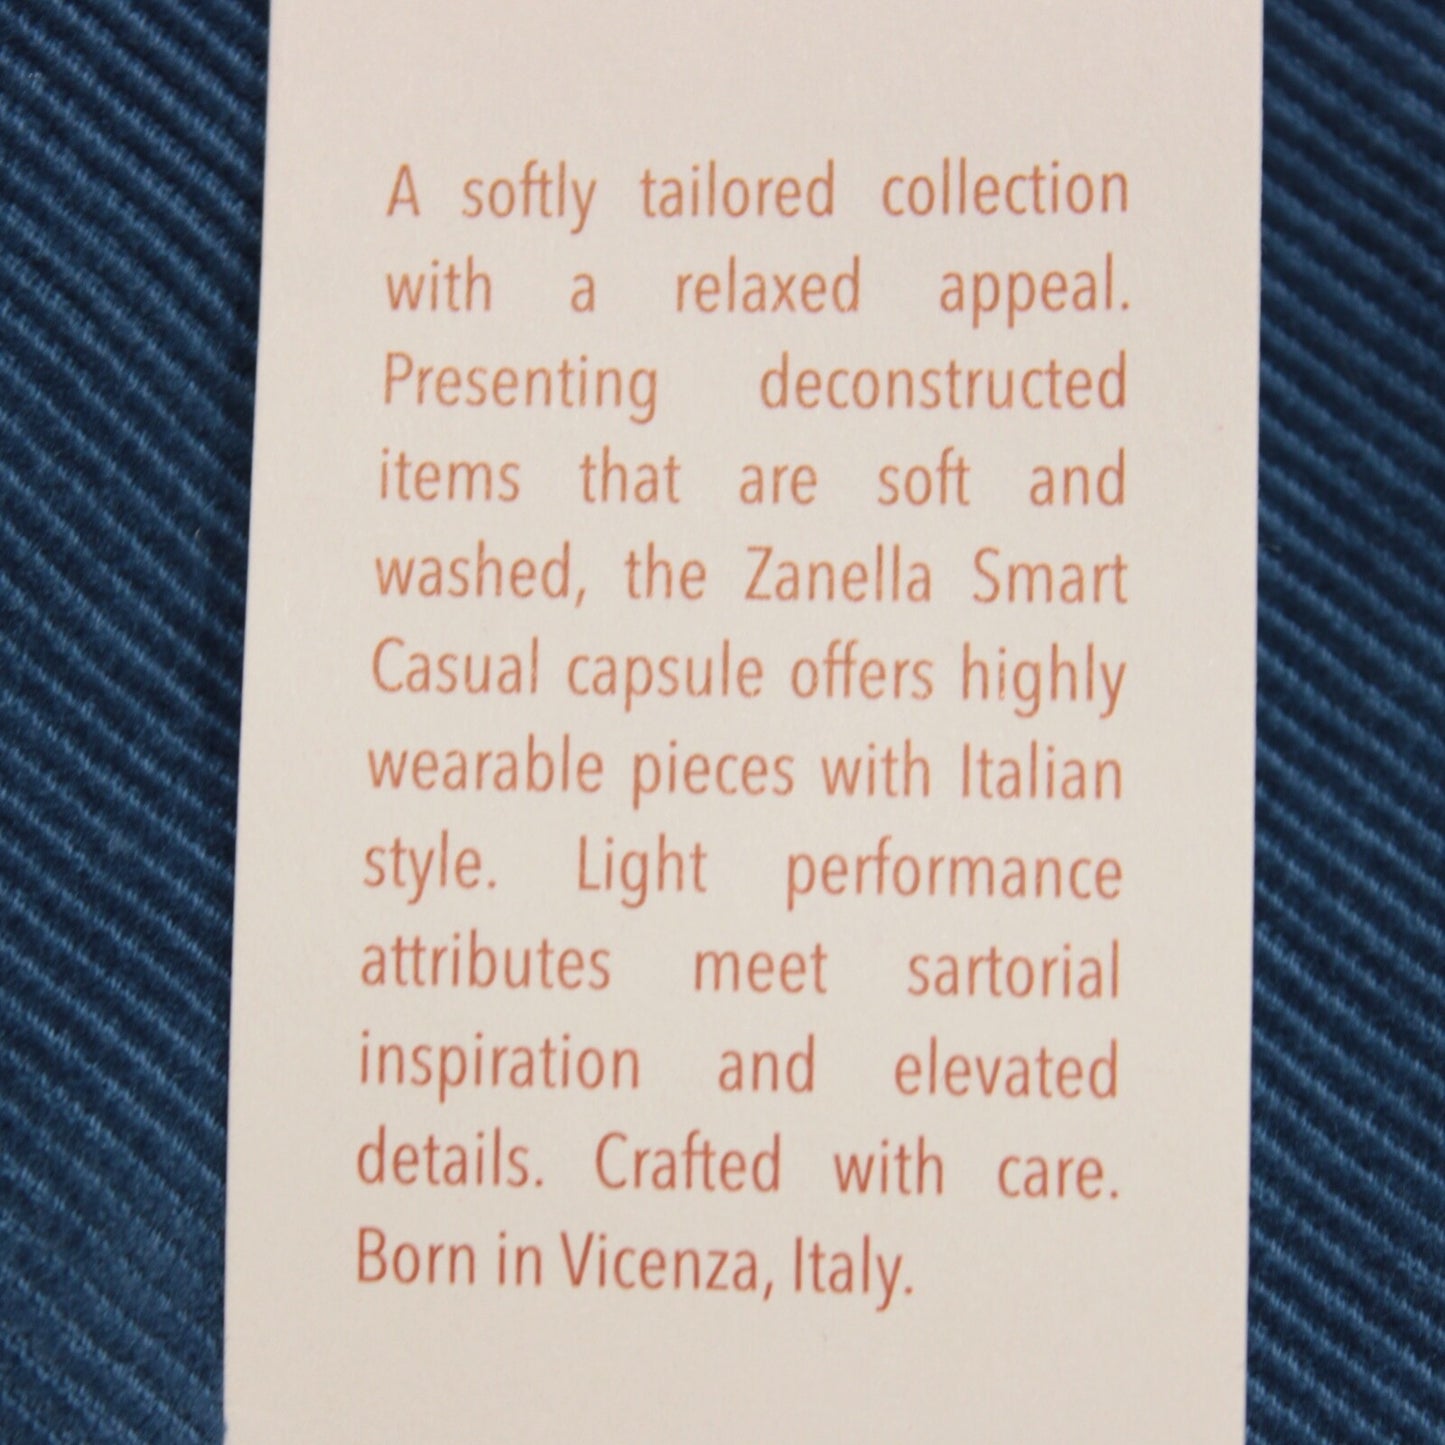 A softly tailored collection
with a relaxed appeal.
Presenting deconstructed
items that are soft and
washed, the Zanella Smart
Casual capsule offers highly
wearable pieces with Italian
style. Light performance
attributes meet sartorial
inspiration and elevated
details. Crafted with care.
Born in Vicenza, Italy.